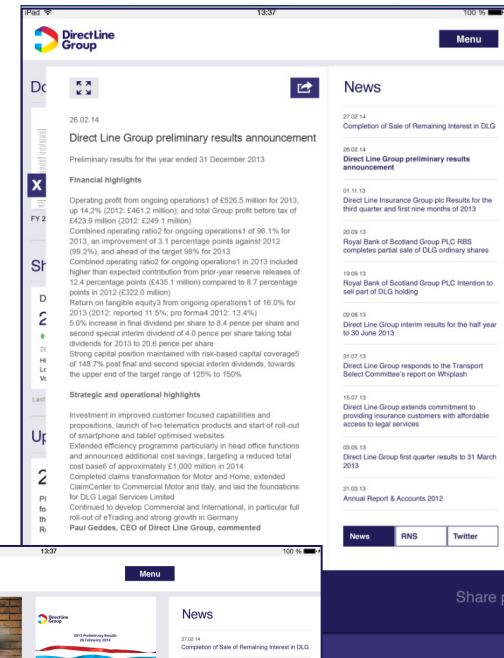 iPad
13:37
100 %
DirectLine
Group
Menu
Do
X
FY 2
Sh
D
2
Hi
Lo
Vo
Last
Up
2
Pl
fo
th
R
26.02.14
Direct Line Group preliminary results announcement
Preliminary results for the year ended 31 December 2013
Financial highlights
Operating profit from ongoing operations1 of £526.5 million for 2013,
up 14.2% (2012: £461.2 million); and total Group profit before tax of
£423.9 million (2012: £249.1 million)
Combined operating ratio2 for ongoing operations1 of 96.1% for
2013, an improvement of 3.1 percentage points against 2012
(99.2%), and ahead of the target 98% for 2013
Combined operating ratio2 for ongoing operations1 in 2013 included
higher than expected contribution from prior-year reserve releases of
12.4 percentage points (£435.1 million) compared to 8.7 percentage
points in 2012 (£322.0 million)
Return on tangible equity3 from ongoing operations1 of 16.0% for
2013 (2012: reported 11.5%; pro forma4 2012: 13.4%)
5.0% increase in final dividend per share to 8.4 pence per share and
second special interim dividend of 4.0 pence per share taking total
dividends for 2013 to 20.6 pence per share
Strong capital position maintained with risk-based capital coverage5
of 148.7% post final and second special interim dividends, towards
the upper end of the target range of 125% to 150%
Strategic and operational highlights
Investment in improved customer focused capabilities and
propositions, launch of two telematics products and start of roll-out
of smartphone and tablet optimised websites
Extended efficiency programme particularly in head office functions
and announced additional cost savings, targeting a reduced total
cost base6 of approximately £1,000 million in 2014
Completed claims transformation for Motor and Home, extended
ClaimCenter to Commercial Motor and Italy, and laid the foundations
for DLG Legal Services Limited
Continued to develop Commercial and International, in particular full
roll-out of eTrading and strong growth in Germany
Paul Geddes, CEO of Direct Line Group, commented
News
27.02.14
Completion of Sale of Remaining Interest in DLG
26.02.14
Direct Line Group preliminary results
announcement
01.11.13
Direct Line Insurance Group plc Results for the
third quarter and first nine months of 2013
20.09.13
Royal Bank of Scotland Group PLC RBS
completes partial sale of DLG ordinary shares
19.09.13
Royal Bank of Scotland Group PLC Intention to
sell part of DLG holding
02.08.13
Direct Line Group interim results for the half year
to 30 June 2013
31.07.13
Direct Line Group responds to the Transport
Select Committee's report on Whiplash
15.07.13
Direct Line Group extends commitment to
providing insurance customers with affordable
access to legal services
03.05.13
Direct Line Group first quarter results to 31 March
2013
21.03.13
Annual Report & Accounts 2012
News
RNS
Twitter
Share p
13:37
100 %
Menu
DirectLine
Group
2013 Preliminary Results
26 February 2014
News
27.02.14
Completion of Sale of Remaining Interest in DLG